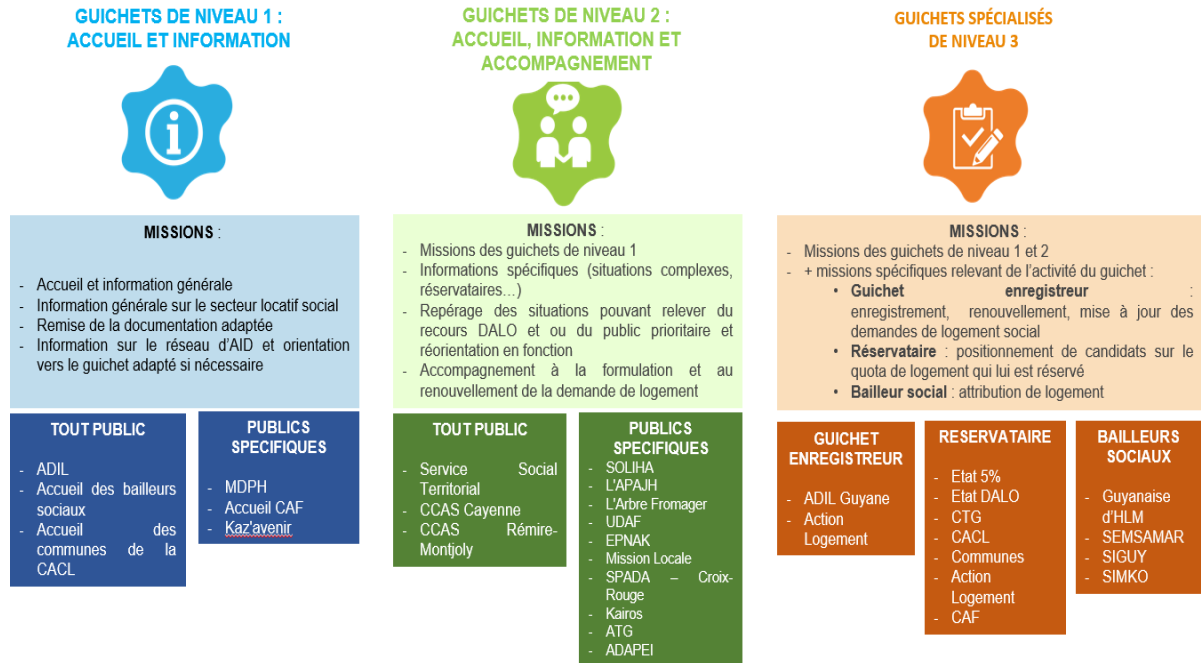 GUICHETS DE NIVEAU 1 :
ACCUEIL ET INFORMATION
MISSIONS :
- Accueil et information générale
- Information générale sur le secteur locatif social
- Remise de la documentation adaptée
- Information sur le réseau d'AID et orientation
vers le guichet adapté si nécessaire
TOUT PUBLIC
- ADIL
- Accueil des bailleurs
sociaux
- Accueil des
communes de la
CACL
PUBLICS
SPECIFIQUES
- MDPH
- Accueil CAF
- Kaz'avenir
GUICHETS DE NIVEAU 2 :
ACCUEIL, INFORMATION ET
ACCOMPAGNEMENT
MISSIONS :
- Missions des guichets de niveau 1
- Informations spécifiques (situations complexes,
réservataires…)
- Repérage des situations pouvant relever du
recours DALO et ou du public prioritaire et
réorientation en fonction
- Accompagnement à la formulation et au
renouvellement de la demande de logement
TOUT PUBLIC
- Service Social
Territorial
- CCAS Cayenne
- CCAS Rémire-
Montjoly
PUBLICS
SPECIFIQUES
- SOLIHA
- L'APAJH
- L'Arbre Fromager
- UDAF
- EPNAK
- Mission Locale
- SPADA – Croix-
Rouge
- Kairos
- ATG
- ADAPEI
GUICHETS SPÉCIALISÉS
DE NIVEAU 3
MISSIONS :
- Missions des guichets de niveau 1 et 2
- + missions spécifiques relevant de l'activité du guichet :
• Guichet enregistreur :
enregistrement, renouvellement, mise à jour des
demandes de logement social
• Réservataire : positionnement de candidats sur le
quota de logement qui lui est réservé
• Bailleur social : attribution de logement
GUICHET
ENREGISTREUR
- ADIL Guyane
- Action
Logement
RESERVATAIRE
- Etat 5%
- Etat DALO
- CTG
- CACL
- Communes
- Action
Logement
- CAF
BAILLEURS
SOCIAUX
- Guyanaise
d'HLM
- SEMSAMAR
- SIGUY
- SIMKO